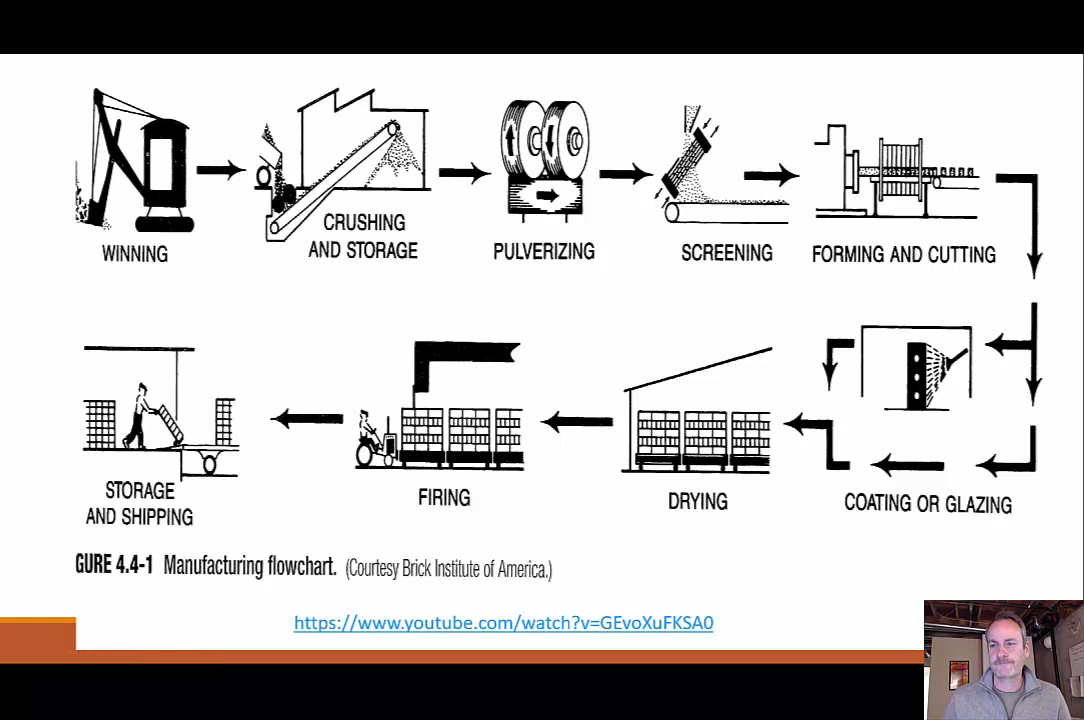 WINNING
CRUSHING
AND STORAGE
PULVERIZING
SCREENING
FORMING AND CUTTING
STORAGE
AND SHIPPING
FIRING
DRYING
COATING OR GLAZING
GURE 4.4-1 Manufacturing flowchart. (Courtesy Brick Institute of America.)
https://www.youtube.com/watch?v=GEvoXuFKSA0